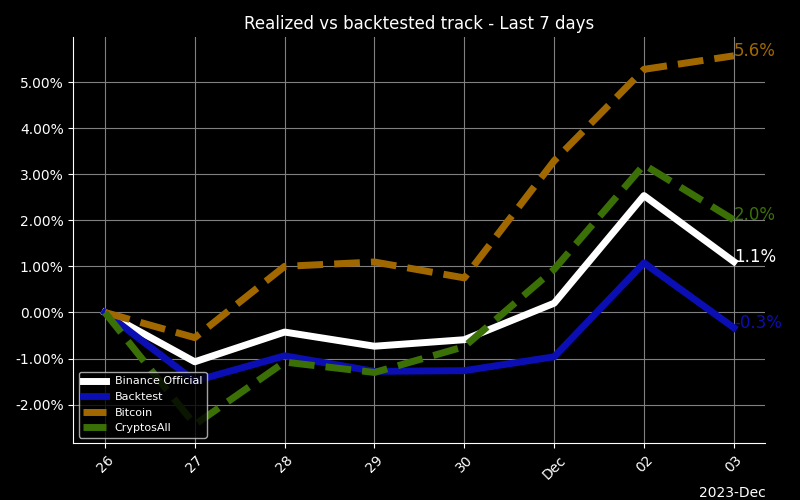 Realized vs backtested track - Last 7 days
5.6%
5.00%
4.00%
3.00%
2.00%
2.0%
1.00%
1.1%
0.00%
-0.3%
-1.00%
-2.00%
Binance Official
Backtest
Bitcoin
CryptosAll
26
27
28
29
30
Dec
02
03
2023-Dec